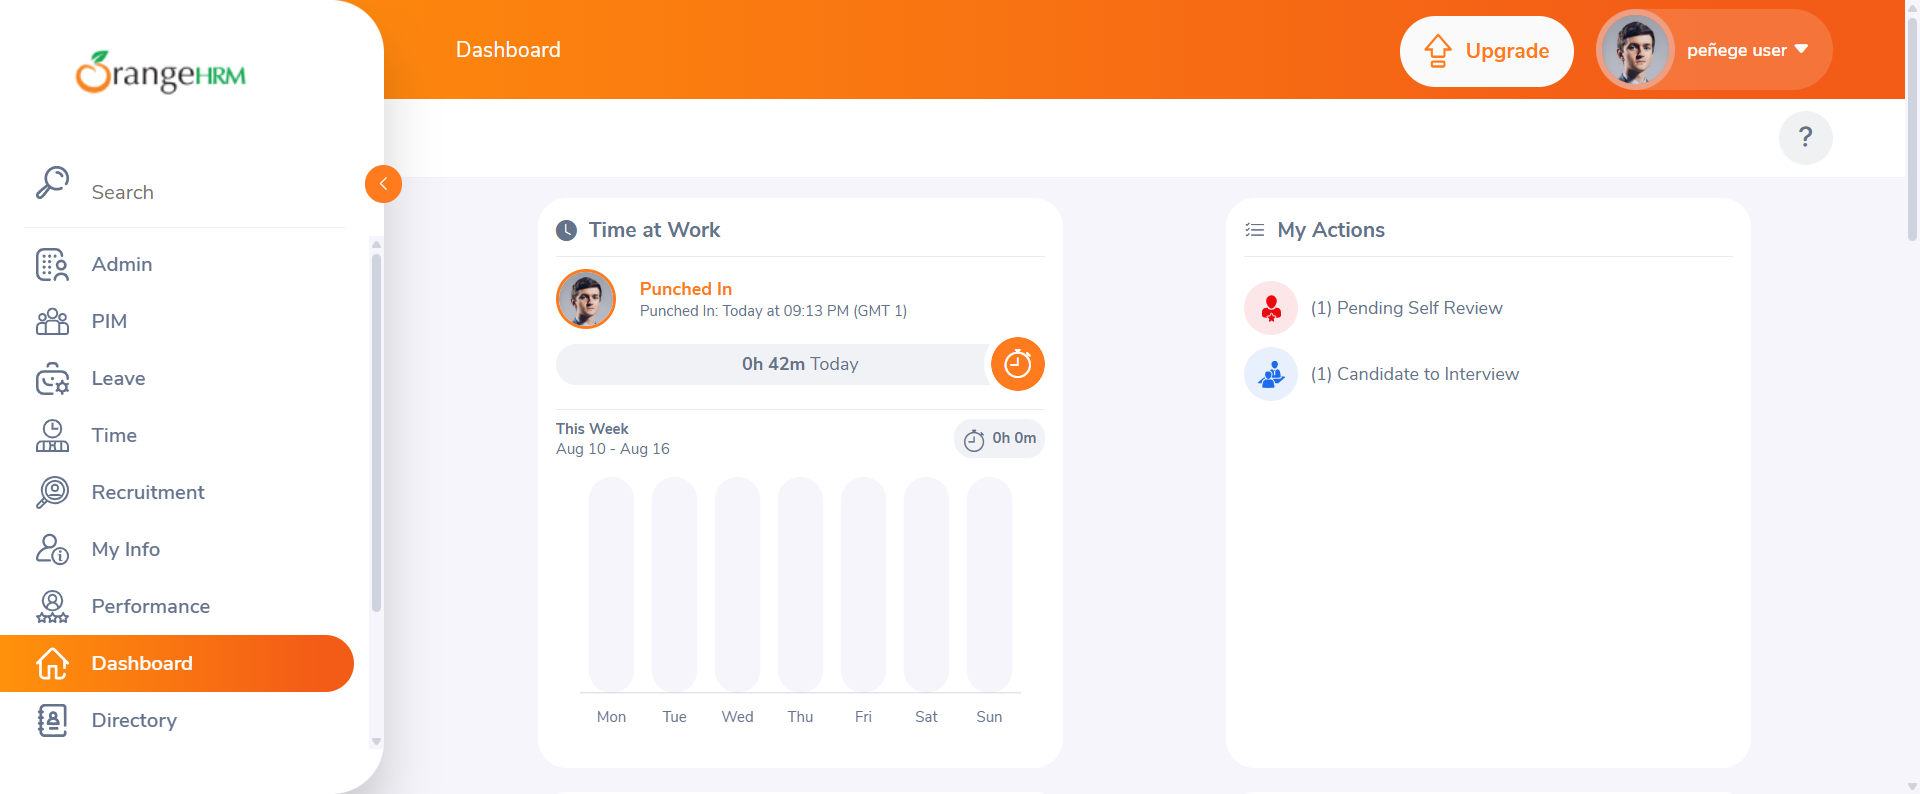 OrangeHRM
Search
Admin
PIM
Leave
Time
Recruitment
My Info
Performance
Dashboard
Directory
Dashboard
Upgrade
peñege user
?
Time at Work
Punched In
Punched In: Today at 09:13 PM (GMT 1)
0h 42m Today
This Week
Aug 10 - Aug 16
0h 0m
Mon Tue Wed Thu Fri Sat Sun
My Actions
(1) Pending Self Review
(1) Candidate to Interview